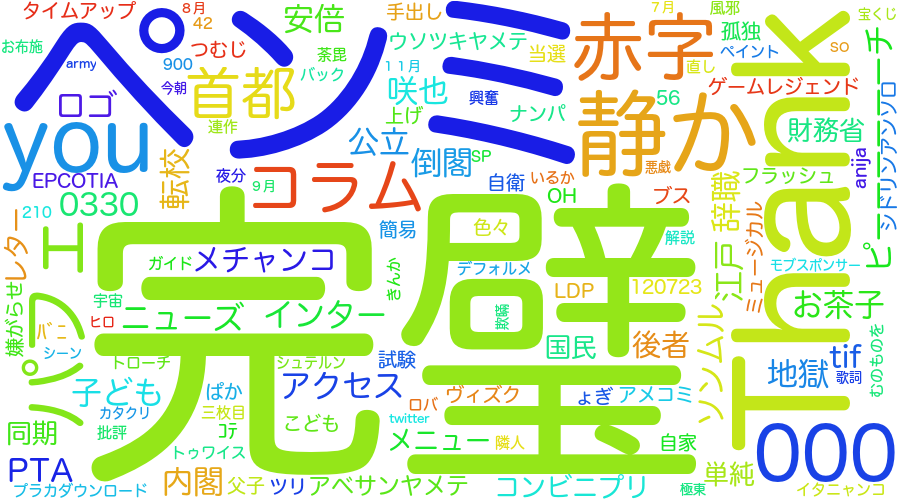 タイムアップ
8月
42
安倍
手出し
7月
風邪
宝くじ
お布施
つむじ
茶毘
ウソツキヤメテ
当選
赤字
孤独
so
army
900
今朝
首都
バック
11月
ペイント
直し
ペンミ
ロゴ
連作
咲也
上げ
興奮
ナンパ
静か
56
ゲームレジェンド
財務省
ピーチ
シドリンアンソロ
you
転校
公立
倒閣
SP
悪戯
フラッシュ
anija
EPCOTIA
夜分
9月
コラム
自衛
いるか
OH
ブス
辞職
Thank
210
0330
簡易
色々
解説
江戸
ミュージカル
レター
パフェ
ガイド
メチャンコ
きんか
デフォルメ
LDP
120723
モブスポンサー
嫌がらせ
宇宙
完璧
ニューズ
インター
欺瞞
お茶子
バニ
ヒロ
シーン
トローチ
シュテルン
試験
国民
後者
ソンムル
地獄
tif
歌詞
むのものを
子ども
ぱか
アクセス
ロバ
ヴィズク
ょぎ
アメコミ
カタクリ
三枚目
こども
twitter
同期
批評
コテ
トゥワイス
メニュー
隣人
自家
000
PTA
内閣
父子
ツリ
アベサンヤメテ
コンビニプリ
単純
極東
プラカダウンロード
イタニャンコ